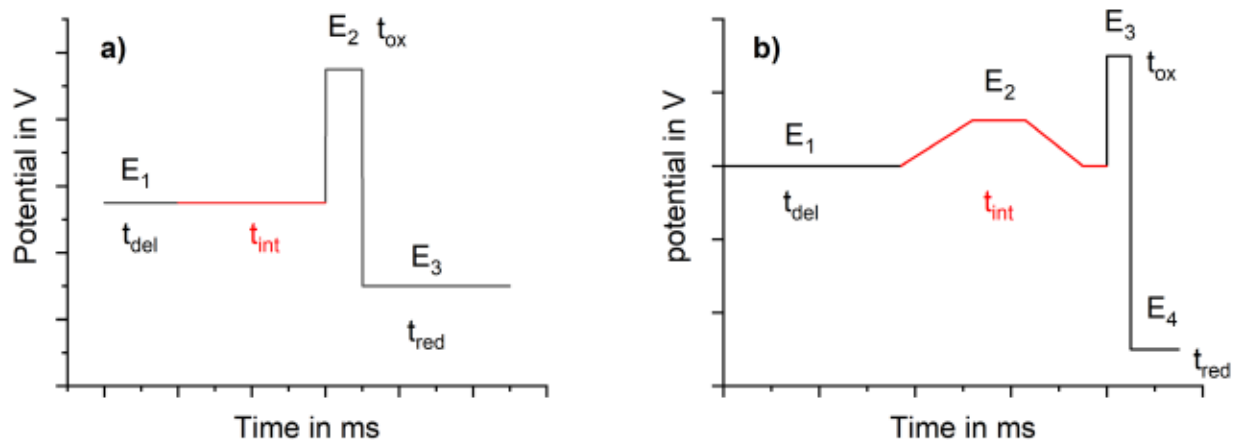 a)
E2 tox
E1
tdel
tint
E3
tred
Potential in V
Time in ms
b)
E3
tox
E2
E1
tdel
tint
E4
tred
potential in V
Time in ms